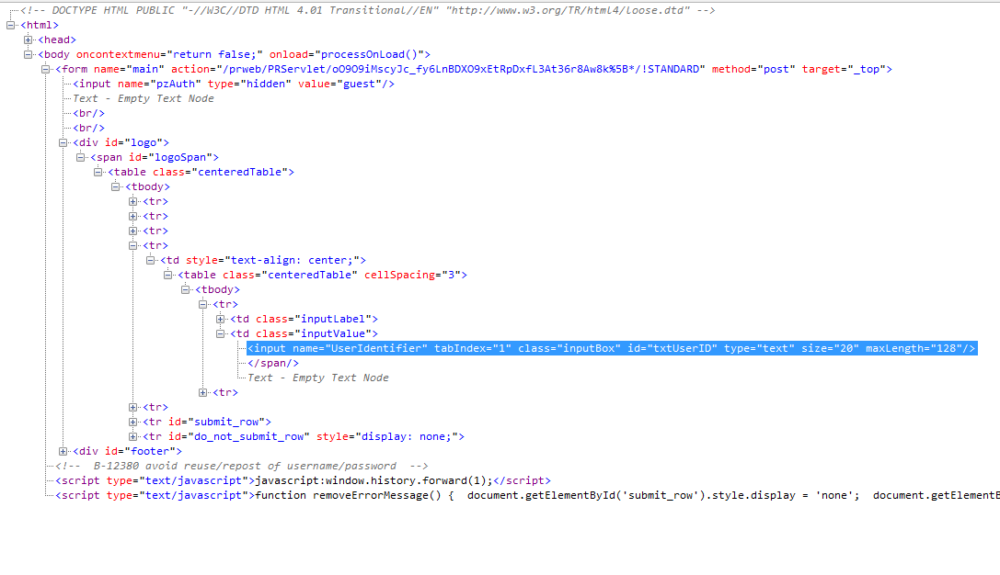 <!-- DOCTYPE HTML PUBLIC "-//W3C//DTD HTML 4.01 Transitional//EN" "http://www.w3.org/TR/html4/loose.dtd" -->
<html>
<head>
<body oncontextmenu="return false;" onload="processOnLoad()">
<form name="main" action="/prweb/PRServlet/oO9O9iMscyJc_fy6LnBDXO9xEtRpDxfL3At36r8Aw8k%5B*/!STANDARD" method="post" target="_top">
<input name="pzAuth" type="hidden" value="guest"/>
Text - Empty Text Node
<br/>
<br/>
<div id="logo">
<span id="logoSpan">
<table class="centeredTable">
<tbody>
<tr>
<tr>
<tr>
<tr>
<td style="text-align: center;">
<table class="centeredTable" cellSpacing="3">
<tbody>
<tr>
<td class="inputLabel">
<td class="inputValue">
<input name="UserIdentifier" tabIndex="1" class="inputBox" id="txtUserID" type="text" size="20" maxLength="128"/>
</span/>
Text - Empty Text Node
<tr>
<tr>
<tr id="submit_row">
<tr id="do_not_submit_row" style="display: none;">
<div id="footer">
<!--  B-12380 avoid reuse/repost of username/password  -->
<script type="text/javascript">javascript:window.history.forward(1);</script>
<script type="text/javascript">function removeErrorMessage() {  document.getElementById('submit_row').style.display = 'none';  document.getElementB